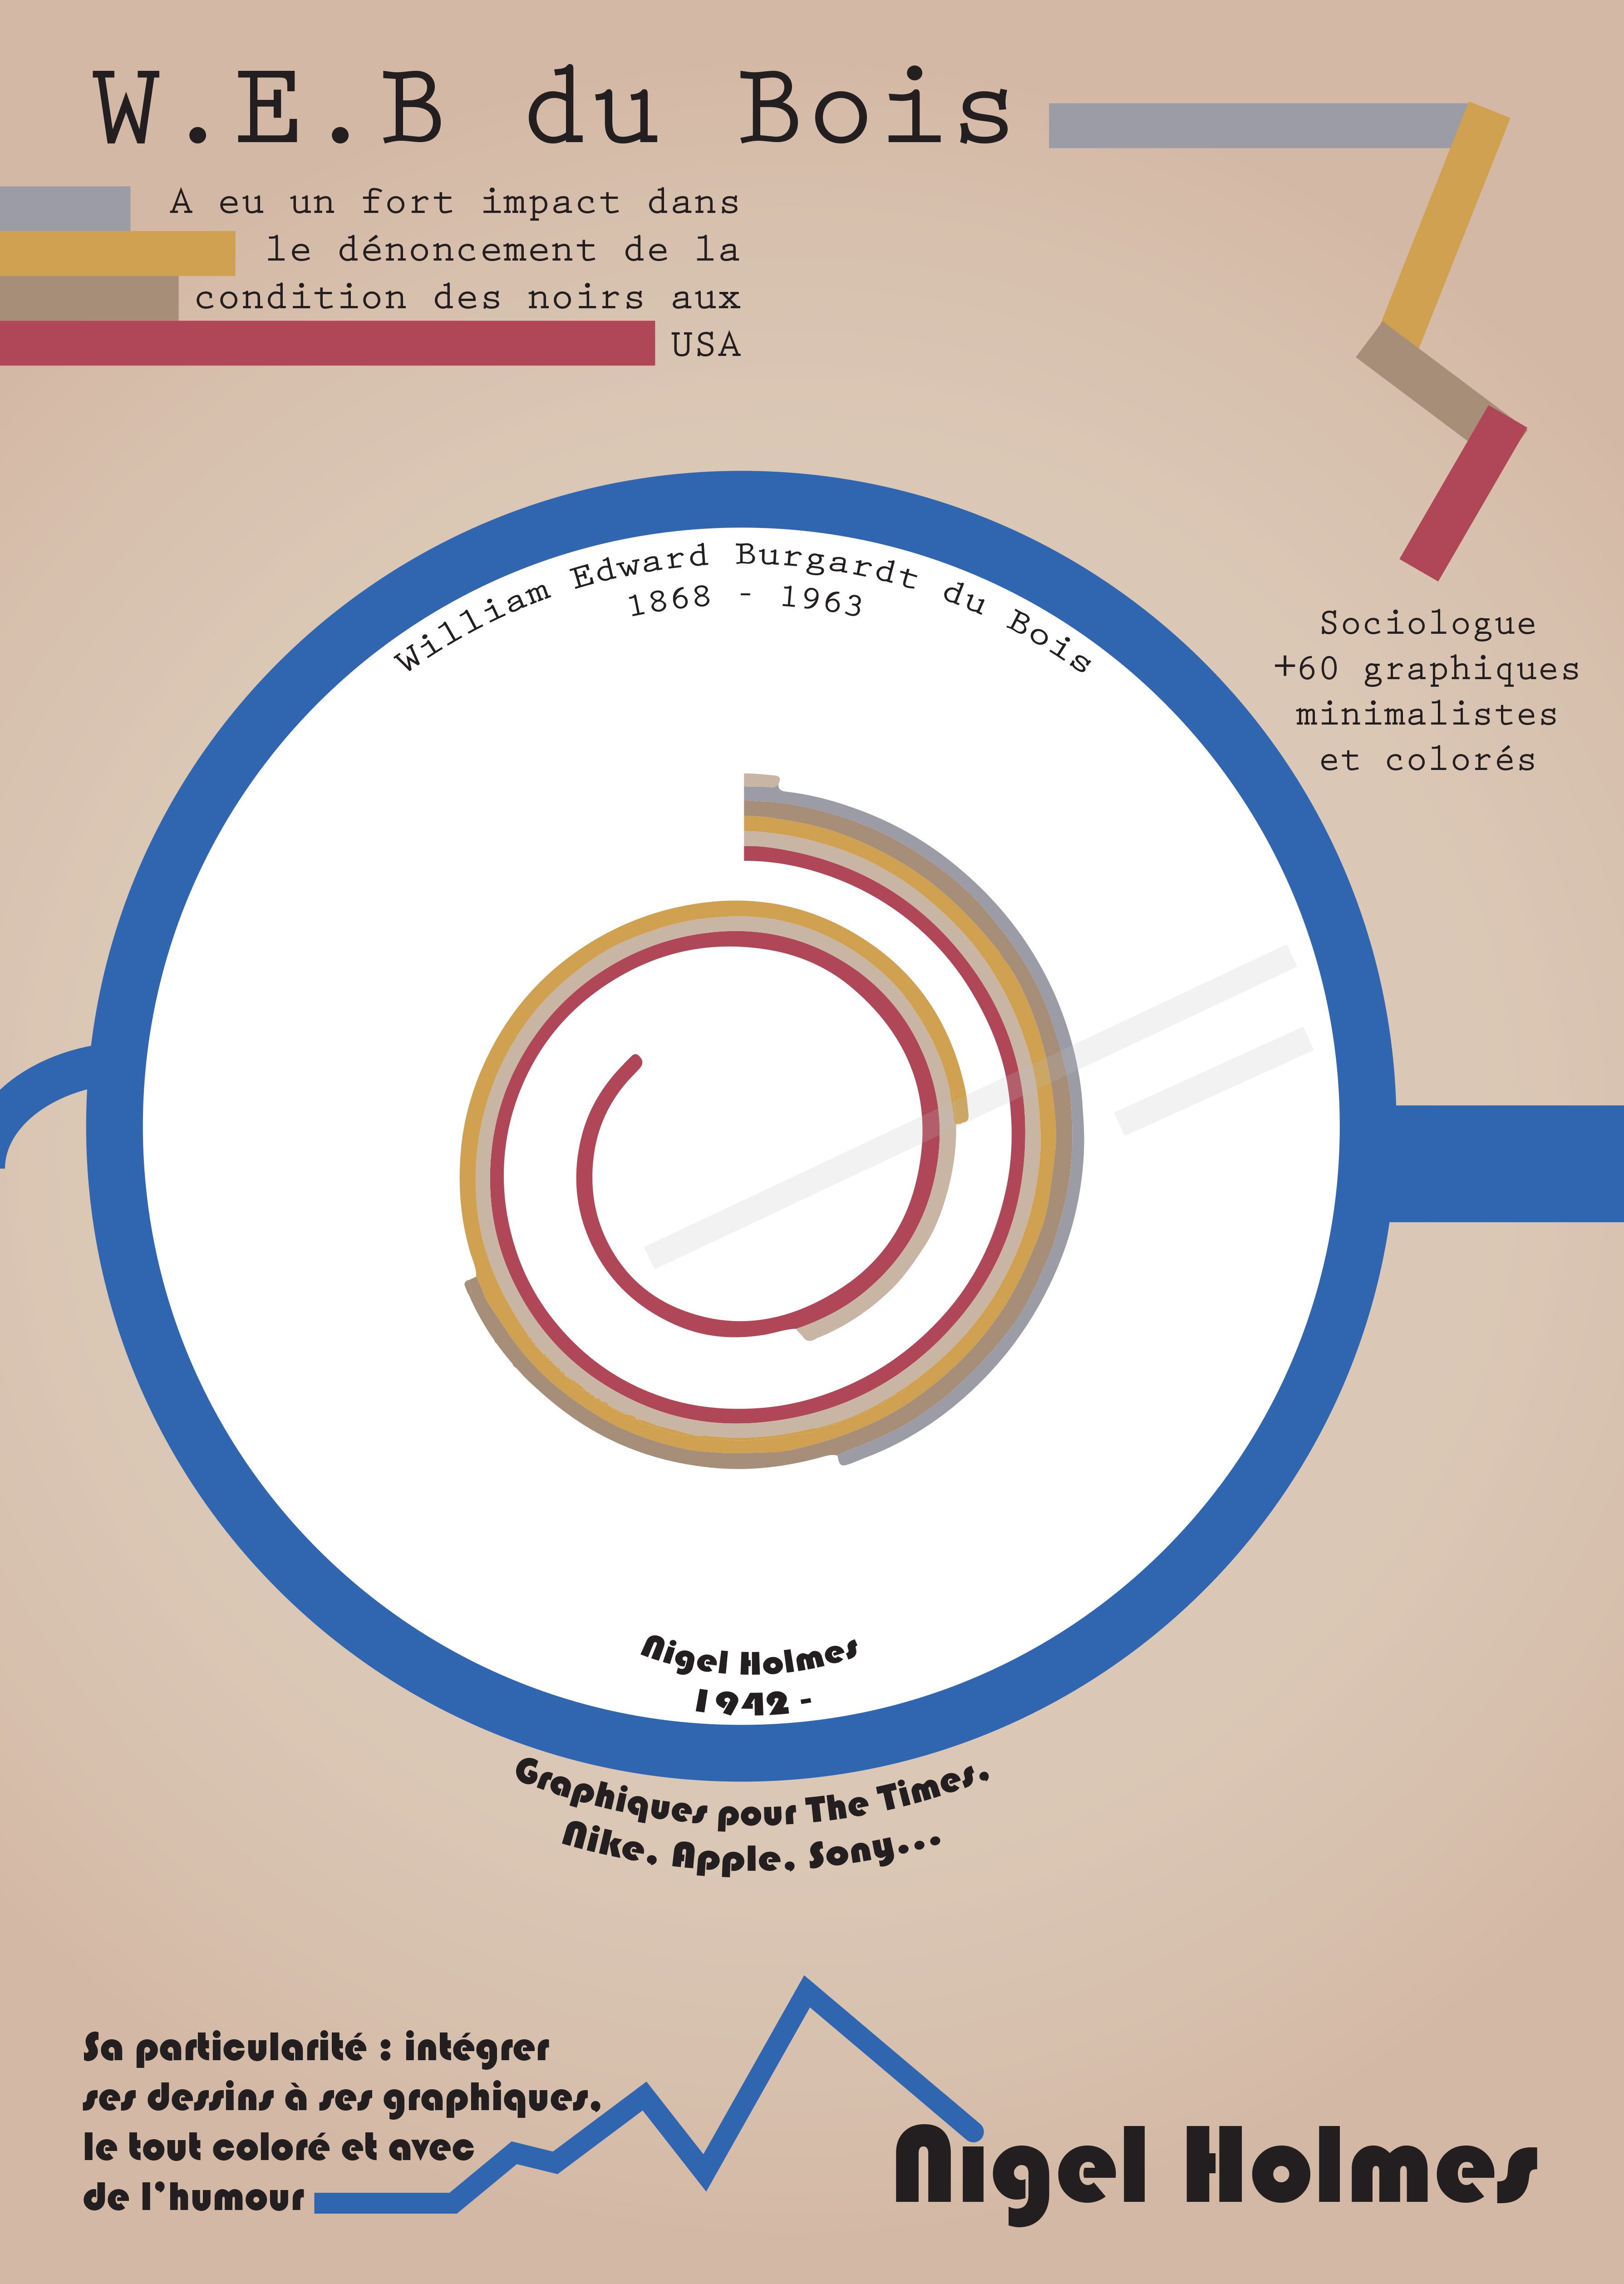 W.E.B du Bois
A eu un fort impact dans
le dénoncement de la
condition des noirs aux
USA
William Edward Burgardt du Bois
1868 - 1963
Sociologue
+60 graphiques
minimalistes
et colorés
Nigel Holmes
1942 -
Graphiques pour The Times,
Nike, Apple, Sony...
Sa particularité : intégrer
ses dessins à ses graphiques,
le tout coloré et avec
de l'humour
Nigel Holmes